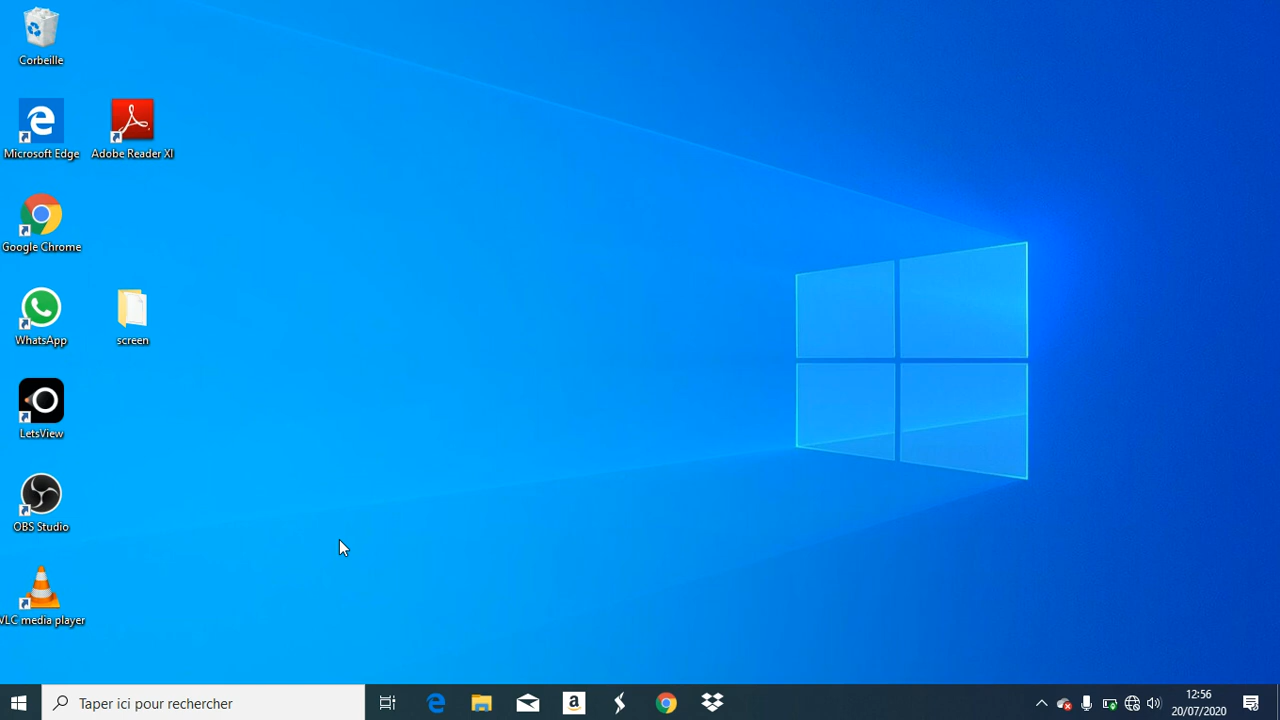 Corbeille
Microsoft Edge
Adobe Reader XI
Google Chrome
WhatsApp
screen
LetsView
OBS Studio
VLC media player
Taper ici pour rechercher
a
12:56
20/07/2020